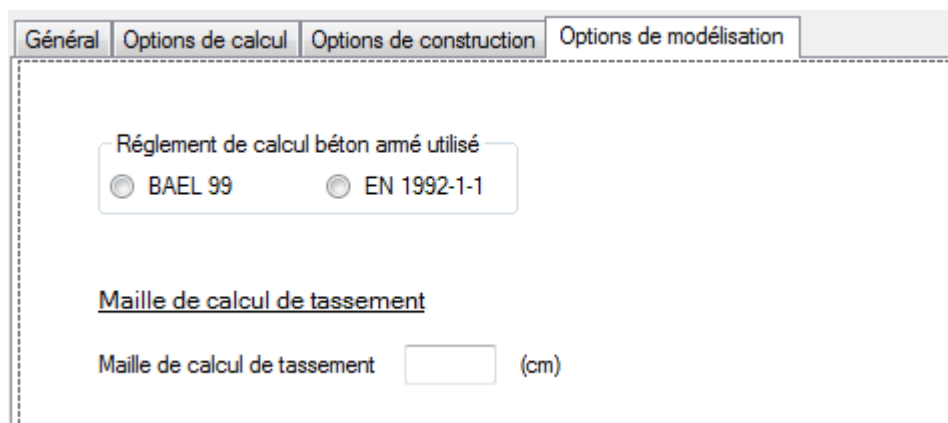 Général Options de calcul Options de construction Options de modélisation
Réglement de calcul béton armé utilisé
BAEL 99 EN 1992-1-1
Maille de calcul de tassement
Maille de calcul de tassement (cm)